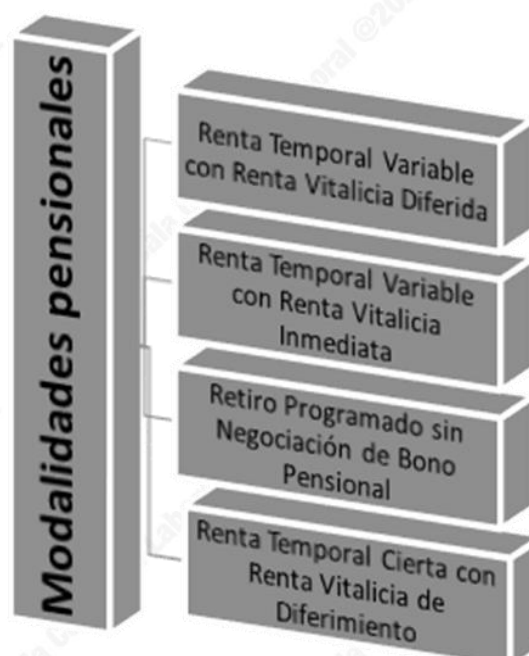 Modalidades pensionales
Renta Temporal Variable
con Renta Vitalicia Diferida
Renta Temporal Variable
con Renta Vitalicia
Inmediata
Retiro Programado sin
Negociación de Bono
Pensional
Renta Temporal Cierta con
Renta Vitalicia de
Diferimiento